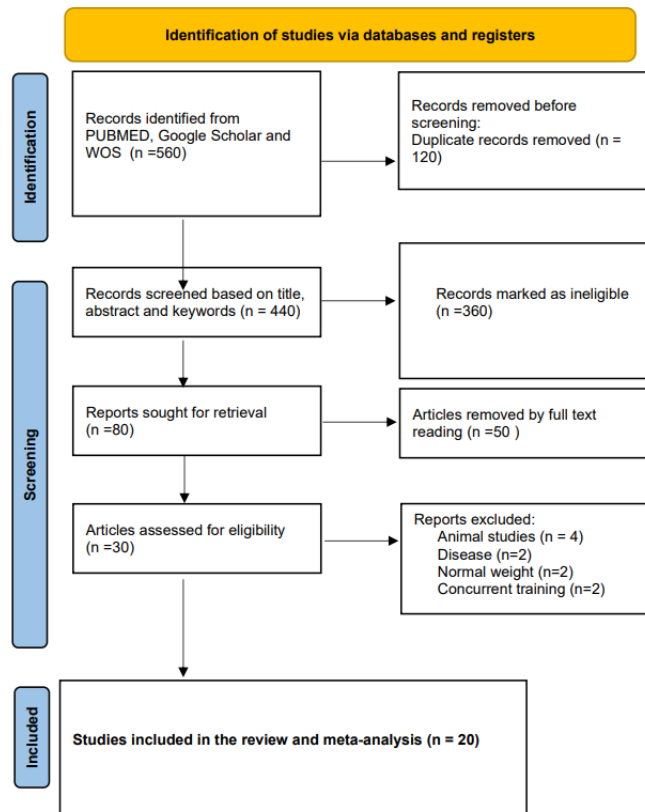 Identification of studies via databases and registers
Identification
Records identified from
PUBMED, Google Scholar and
WOS (n =560)
Records removed before
screening:
Duplicate records removed (n =
120)
Screening
Records screened based on title,
abstract and keywords (n = 440)
Records marked as ineligible
(n =360)
Reports sought for retrieval
(n =80)
Articles removed by full text
reading (n =50 )
Articles assessed for eligibility
(n =30)
Reports excluded:
Animal studies (n = 4)
Disease (n=2)
Normal weight (n=2)
Concurrent training (n=2)
Included
Studies included in the review and meta-analysis (n = 20)